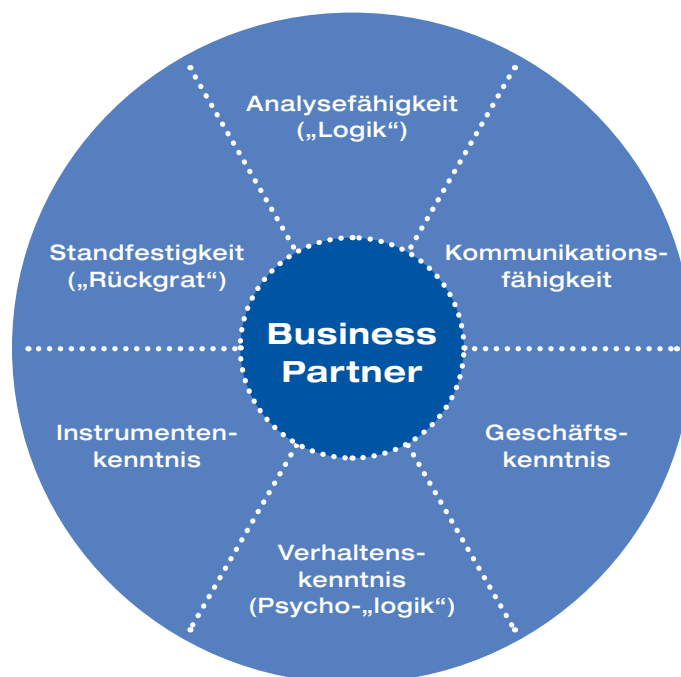 Analysefähigkeit
(„Logik“)
Kommunikations-
fähigkeit
Geschäfts-
kenntnis
Verhaltens-
kenntnis
(Psycho-„logik“)
Instrumenten-
kenntnis
Standfestigkeit
(„Rückgrat“)
Business
Partner